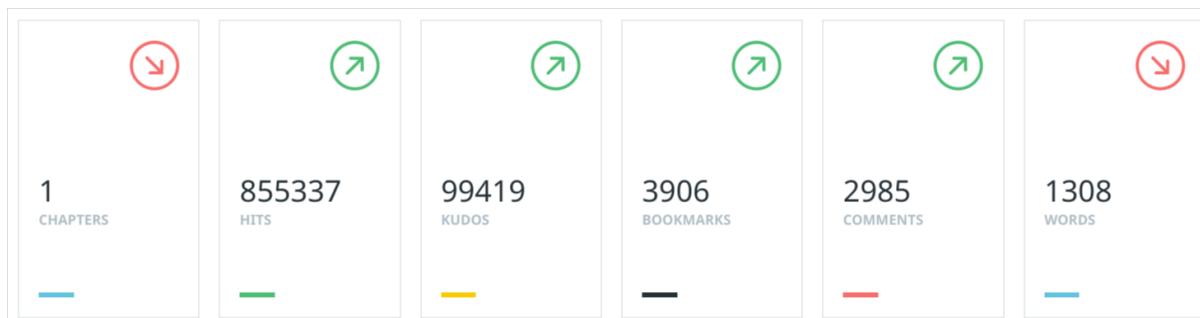 1
CHAPTERS
855337
HITS
99419
KUDOS
3906
BOOKMARKS
2985
COMMENTS
1308
WORDS